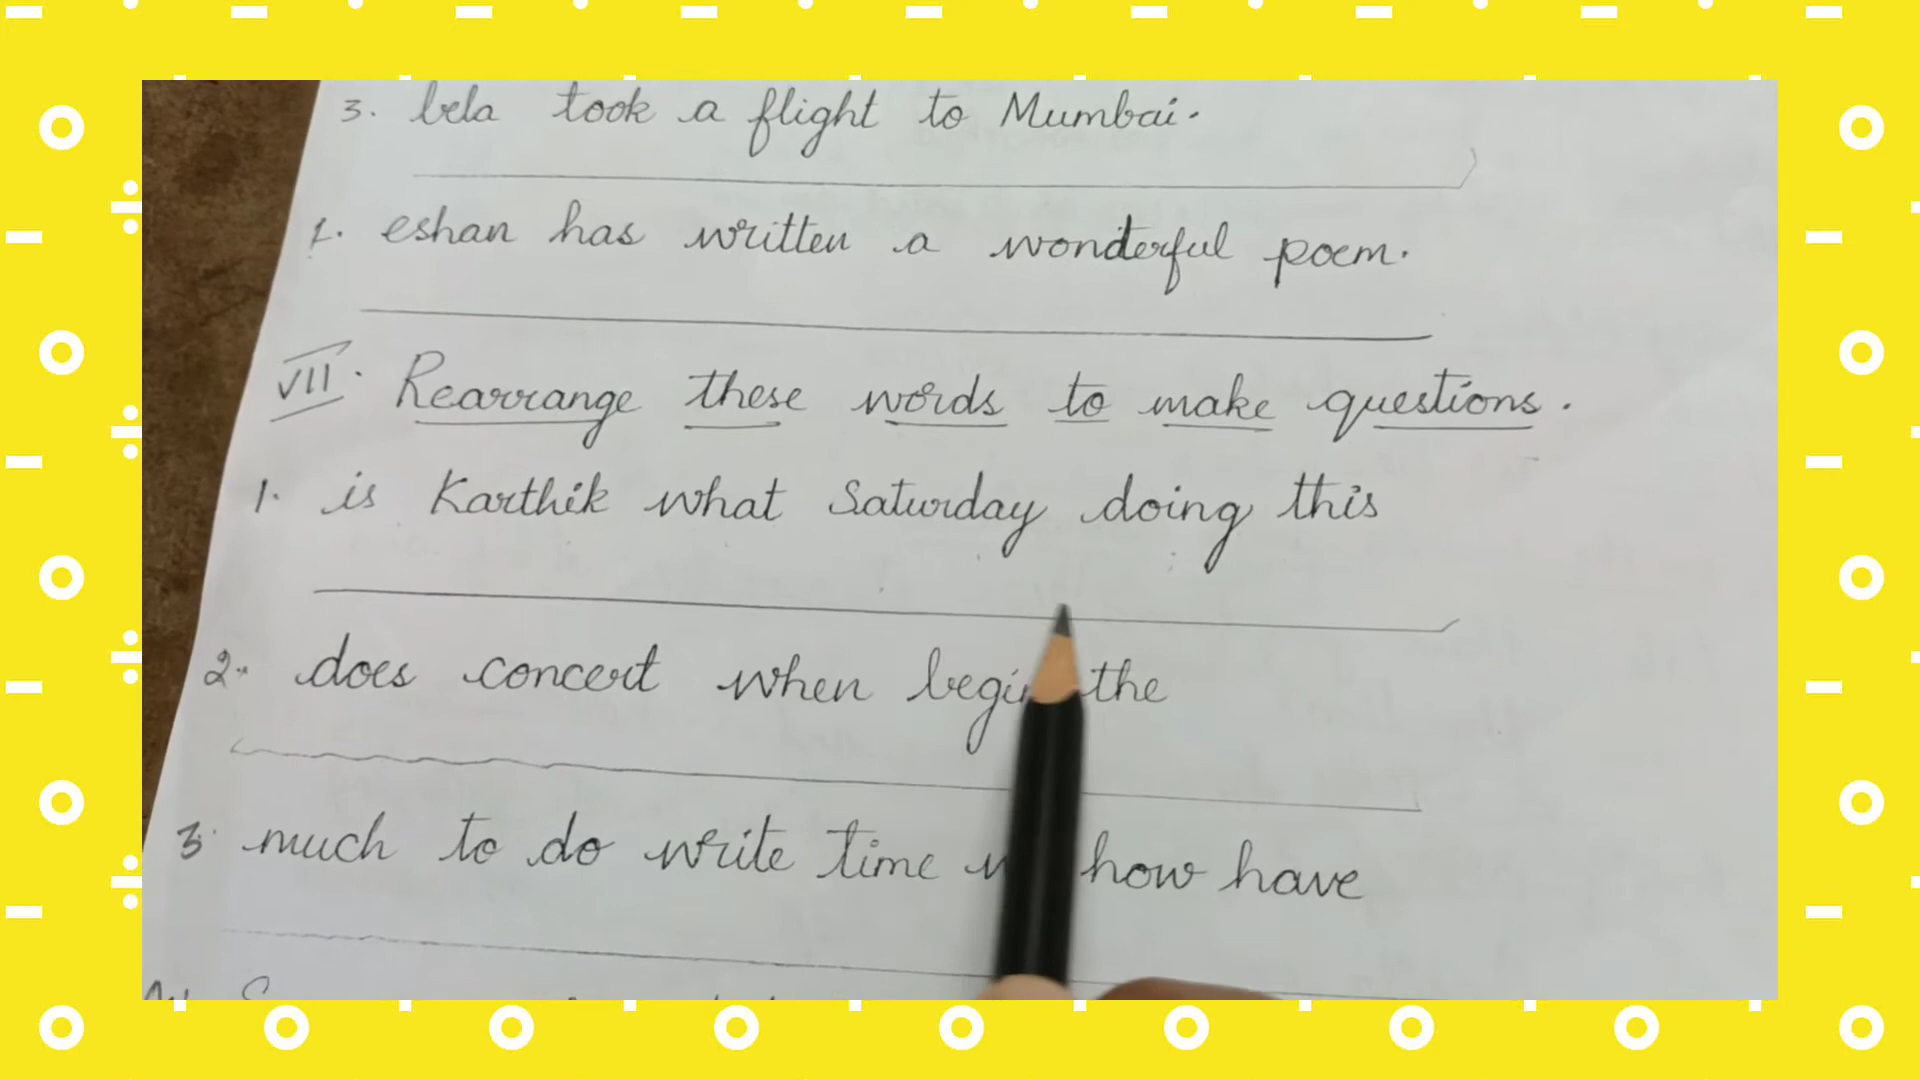 3. bela took a flight to Mumbai.
eshan has written a wonderful poem.
VII. Rearrange these words to make questions.
1. is Karthik what Saturday doing this
2. does concert when begin the
3. much to do write time how have